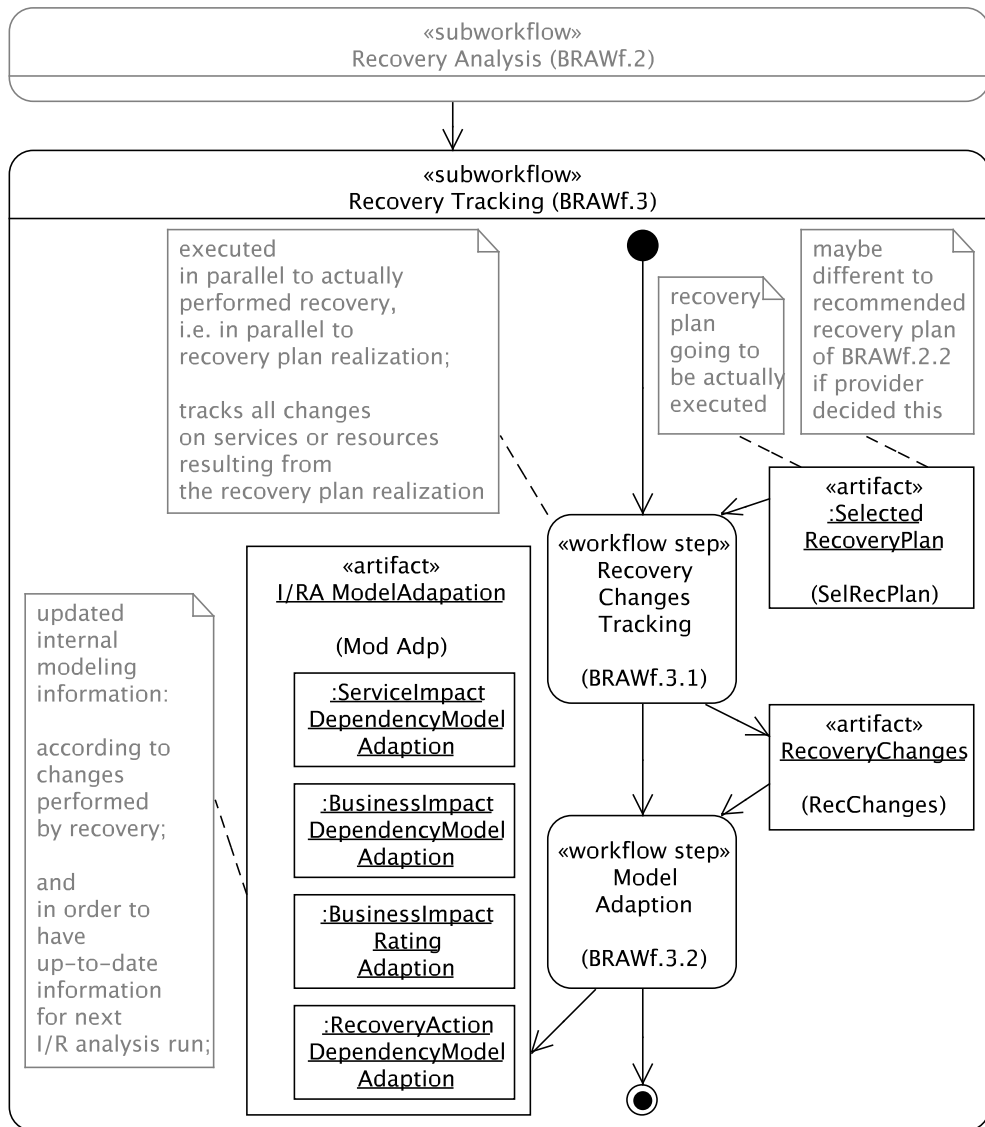 «subworkflow»
Recovery Analysis (BRAWf.2)
«subworkflow»
Recovery Tracking (BRAWf.3)
executed
in parallel to actually
performed recovery,
i.e. in parallel to
recovery plan realization;
tracks all changes
on services or resources
resulting from
the recovery plan realization
recovery
plan
going to
be actually
executed
maybe
different to
recommended
recovery plan
of BRAWf.2.2
if provider
decided this
«artifact»
:Selected
RecoveryPlan
(SelRecPlan)
«workflow step»
Recovery
Changes
Tracking
(BRAWf.3.1)
«artifact»
I/RA ModelAdapation
(Mod Adp)
:ServiceImpact
DependencyModel
Adaption
:BusinessImpact
DependencyModel
Adaption
:BusinessImpact
Rating
Adaption
:RecoveryAction
DependencyModel
Adaption
updated
internal
modeling
information:
according to
changes
performed
by recovery;
and
in order to
have
up-to-date
information
for next
I/R analysis run;
«artifact»
RecoveryChanges
(RecChanges)
«workflow step»
Model
Adaption
(BRAWf.3.2)